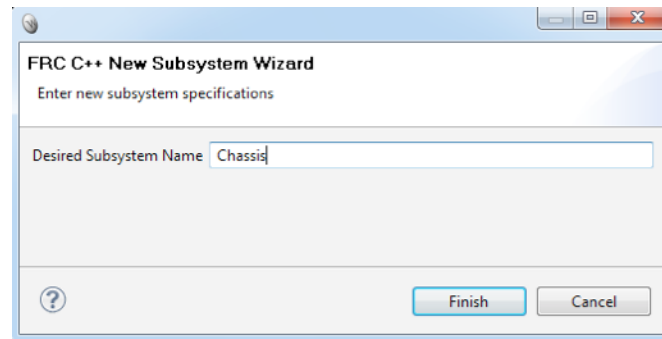 FRC C++ New Subsystem Wizard
Enter new subsystem specifications
Desired Subsystem Name Chassis
? Finish Cancel